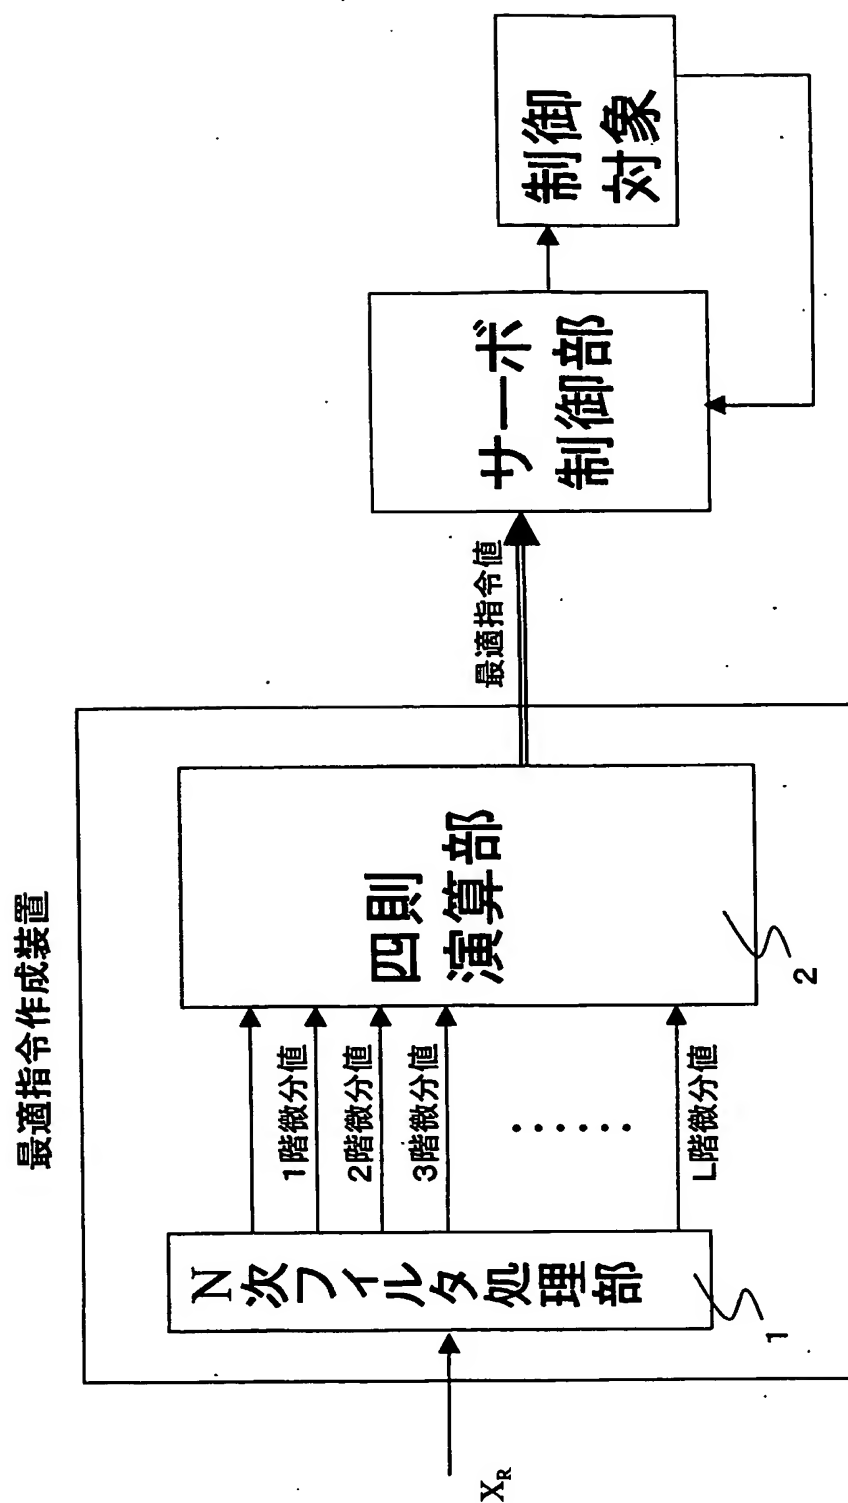 最適指令作成装置
X_R
N次フィルタ処理部
1
1階微分値
2階微分値
3階微分値
......
L階微分値
四則
演算部
2
最適指令値
サーボ
制御部
制御
対象